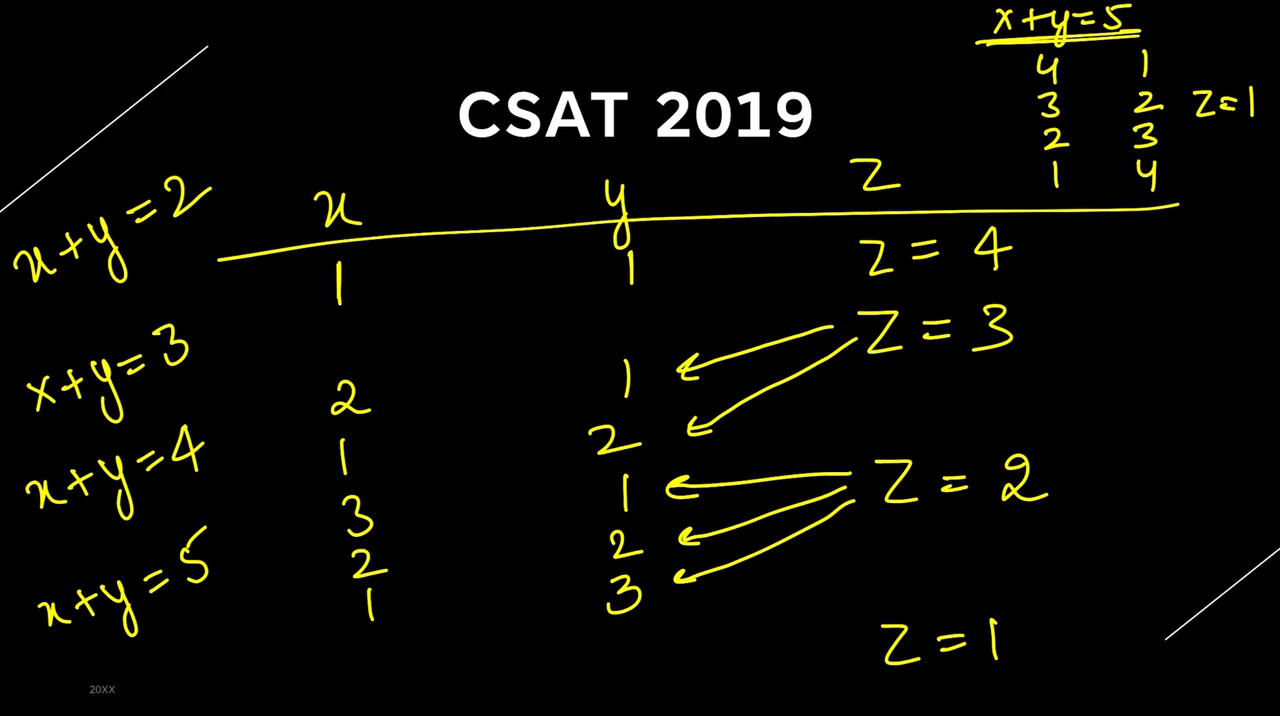 x+y=5
4 1
3 2 z=1
2 3
1 4
CSAT 2019
x y z
x+y=2
1 1 z=4
x+y=3
z=3
2 1
1 2
x+y=4
3 1 z=2
2 2
1 3
x+y=5
z=1
20XX